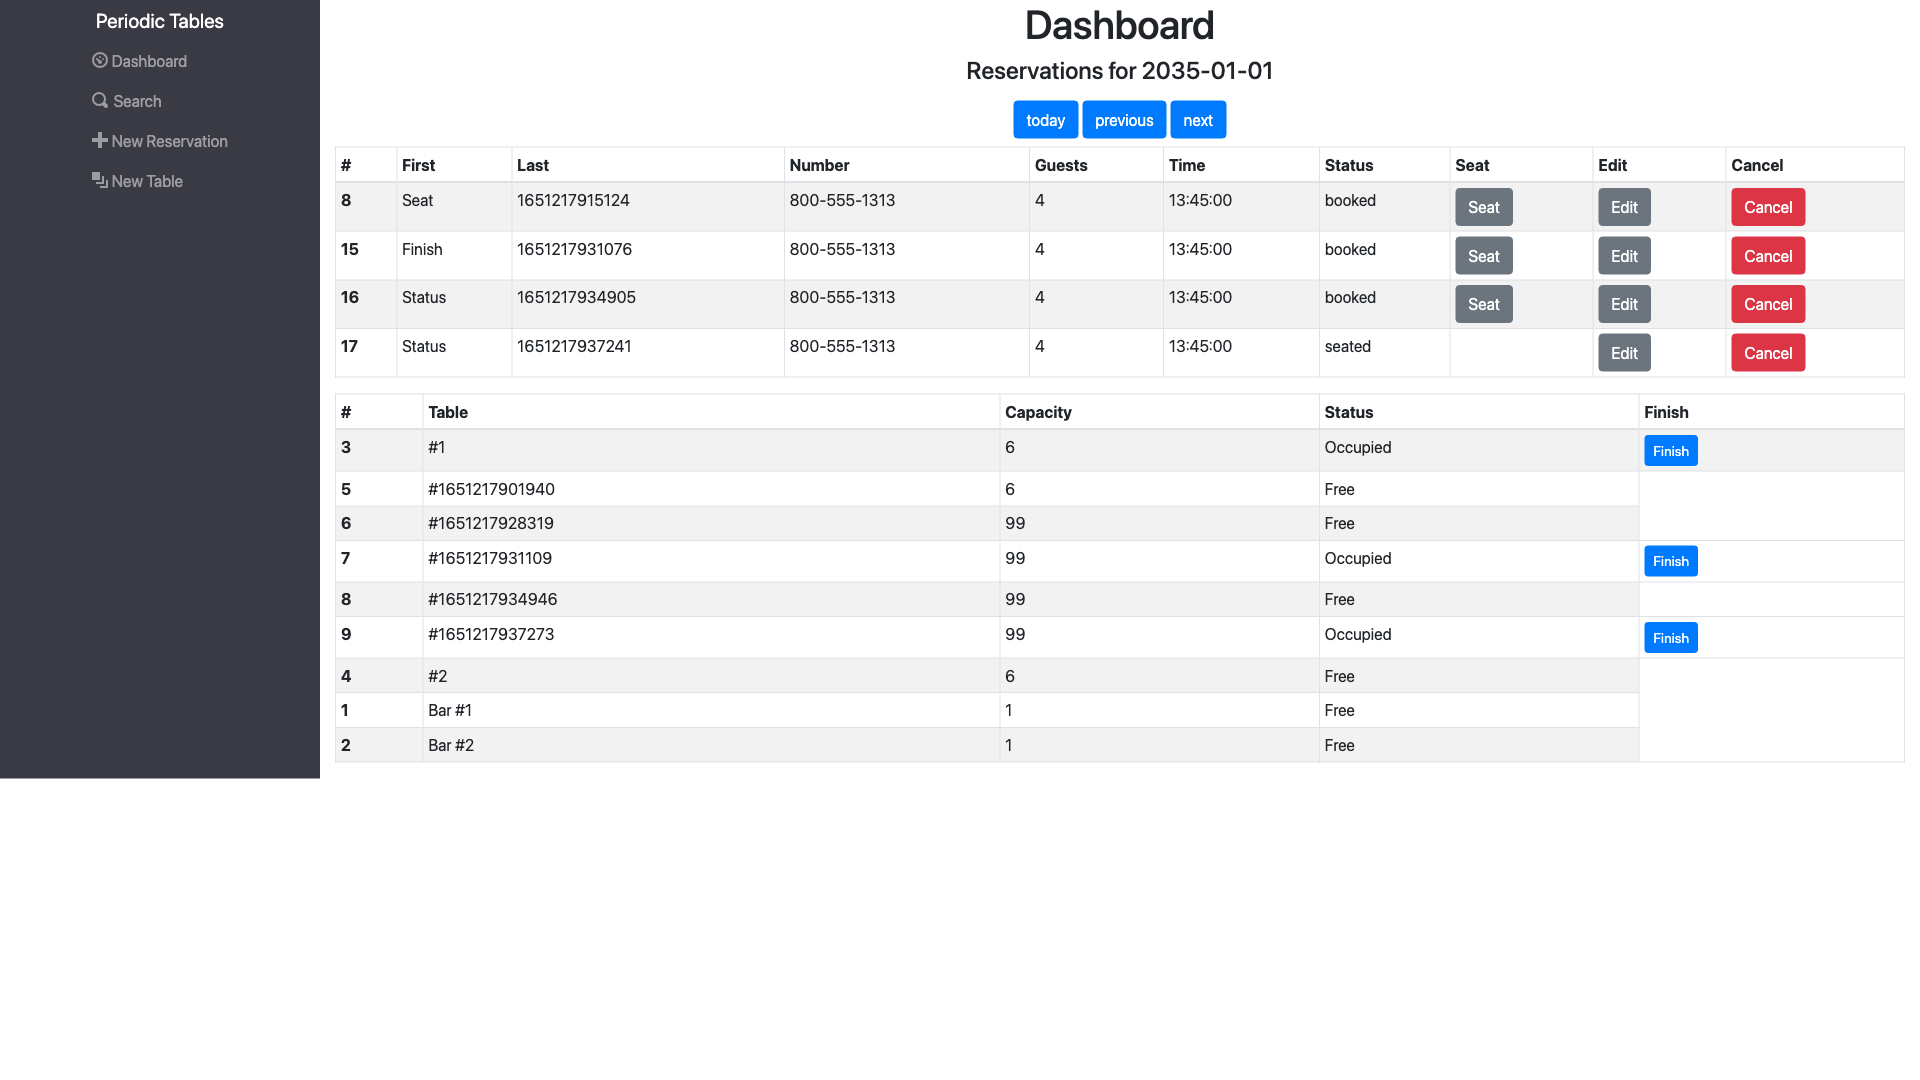 Periodic Tables
Dashboard
Search
New Reservation
New Table
Dashboard
Reservations for 2035-01-01
today previous next
# First Last Number Guests Time Status Seat Edit Cancel
8 Seat 1651217915124 800-555-1313 4 13:45:00 booked Seat Edit Cancel
15 Finish 1651217931076 800-555-1313 4 13:45:00 booked Seat Edit Cancel
16 Status 1651217934905 800-555-1313 4 13:45:00 booked Seat Edit Cancel
17 Status 1651217937241 800-555-1313 4 13:45:00 seated Edit Cancel
# Table Capacity Status Finish
3 #1 6 Occupied Finish
5 #1651217901940 6 Free
6 #1651217928319 99 Free
7 #1651217931109 99 Occupied Finish
8 #1651217934946 99 Free
9 #1651217937273 99 Occupied Finish
4 #2 6 Free
1 Bar #1 1 Free
2 Bar #2 1 Free